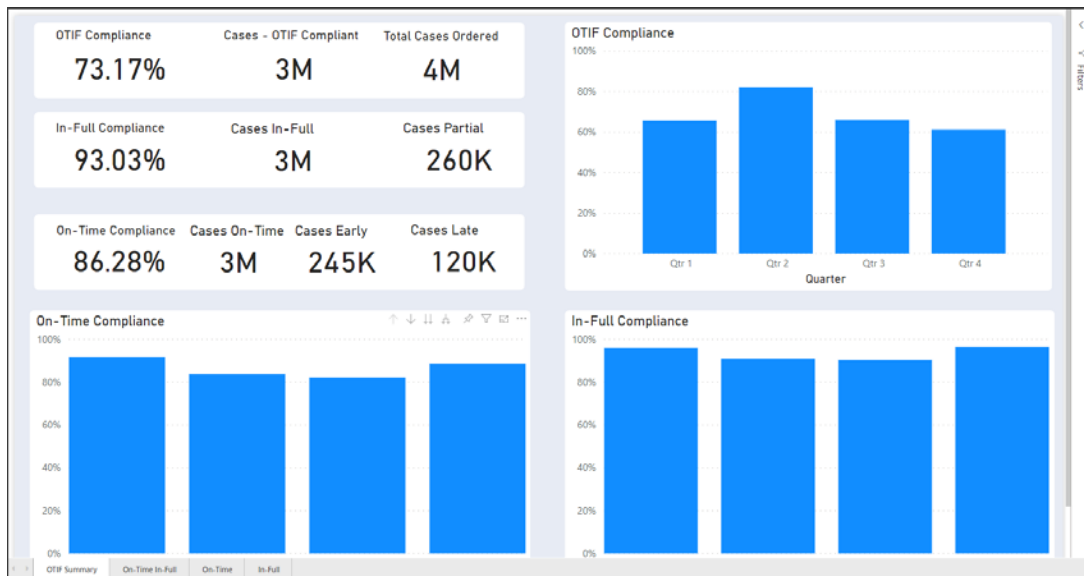 OTIF Compliance
Cases - OTIF Compliant
Total Cases Ordered
73.17%
3M
4M
In-Full Compliance
Cases In-Full
Cases Partial
93.03%
3M
260K
On-Time Compliance
Cases On-Time
Cases Early
Cases Late
86.28%
3M
245K
120K
OTIF Compliance
100%
80%
60%
40%
20%
0%
Qtr 1
Qtr 2
Qtr 3
Qtr 4
Quarter
Filters
On-Time Compliance
100%
80%
60%
40%
20%
0%
In-Full Compliance
100%
80%
60%
40%
20%
0%
OTIF Summary
On-Time In-Full
On-Time
In-Full